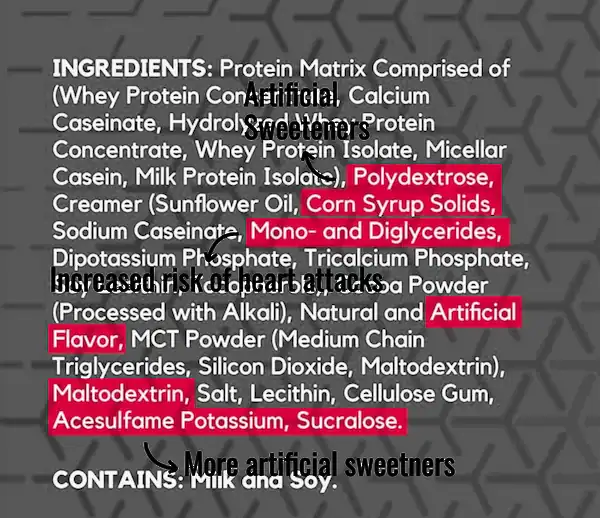 INGREDIENTS: Protein Matrix Comprised of
Artificial
(Whey Protein Concentrate, Calcium
Caseinate, Hydrolyzed Whey Protein
Sweeteners
Concentrate, Whey Protein Isolate, Micellar
Casein, Milk Protein Isolate), Polydextrose,
Creamer (Sunflower Oil, Corn Syrup Solids,
Sodium Caseinate, Mono- and Diglycerides,
Dipotassium Phosphate, Tricalcium Phosphate,
Increased risk of heart attacks
Cocoa Powder
(Processed with Alkali), Natural and Artificial
Flavor, MCT Powder (Medium Chain
Triglycerides, Silicon Dioxide, Maltodextrin),
Maltodextrin, Salt, Lecithin, Cellulose Gum,
Acesulfame Potassium, Sucralose.
More artificial sweetners
CONTAINS: Milk and Soy.